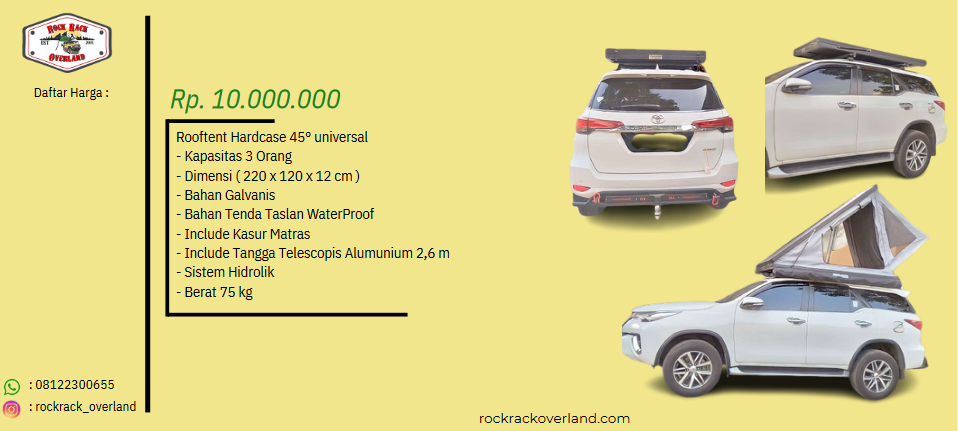 ROCK RACK
EST
OVERLAND
Daftar Harga :
Rp. 10.000.000
Rooftent Hardcase 45° universal
- Kapasitas 3 Orang
- Dimensi ( 220 x 120 x 12 cm )
- Bahan Galvanis
- Bahan Tenda Taslan WaterProof
- Include Kasur Matras
- Include Tangga Telescopis Alumunium 2,6 m
- Sistem Hidrolik
- Berat 75 kg
: 08122300655
: rockrack_overland
rockrackoverland.com